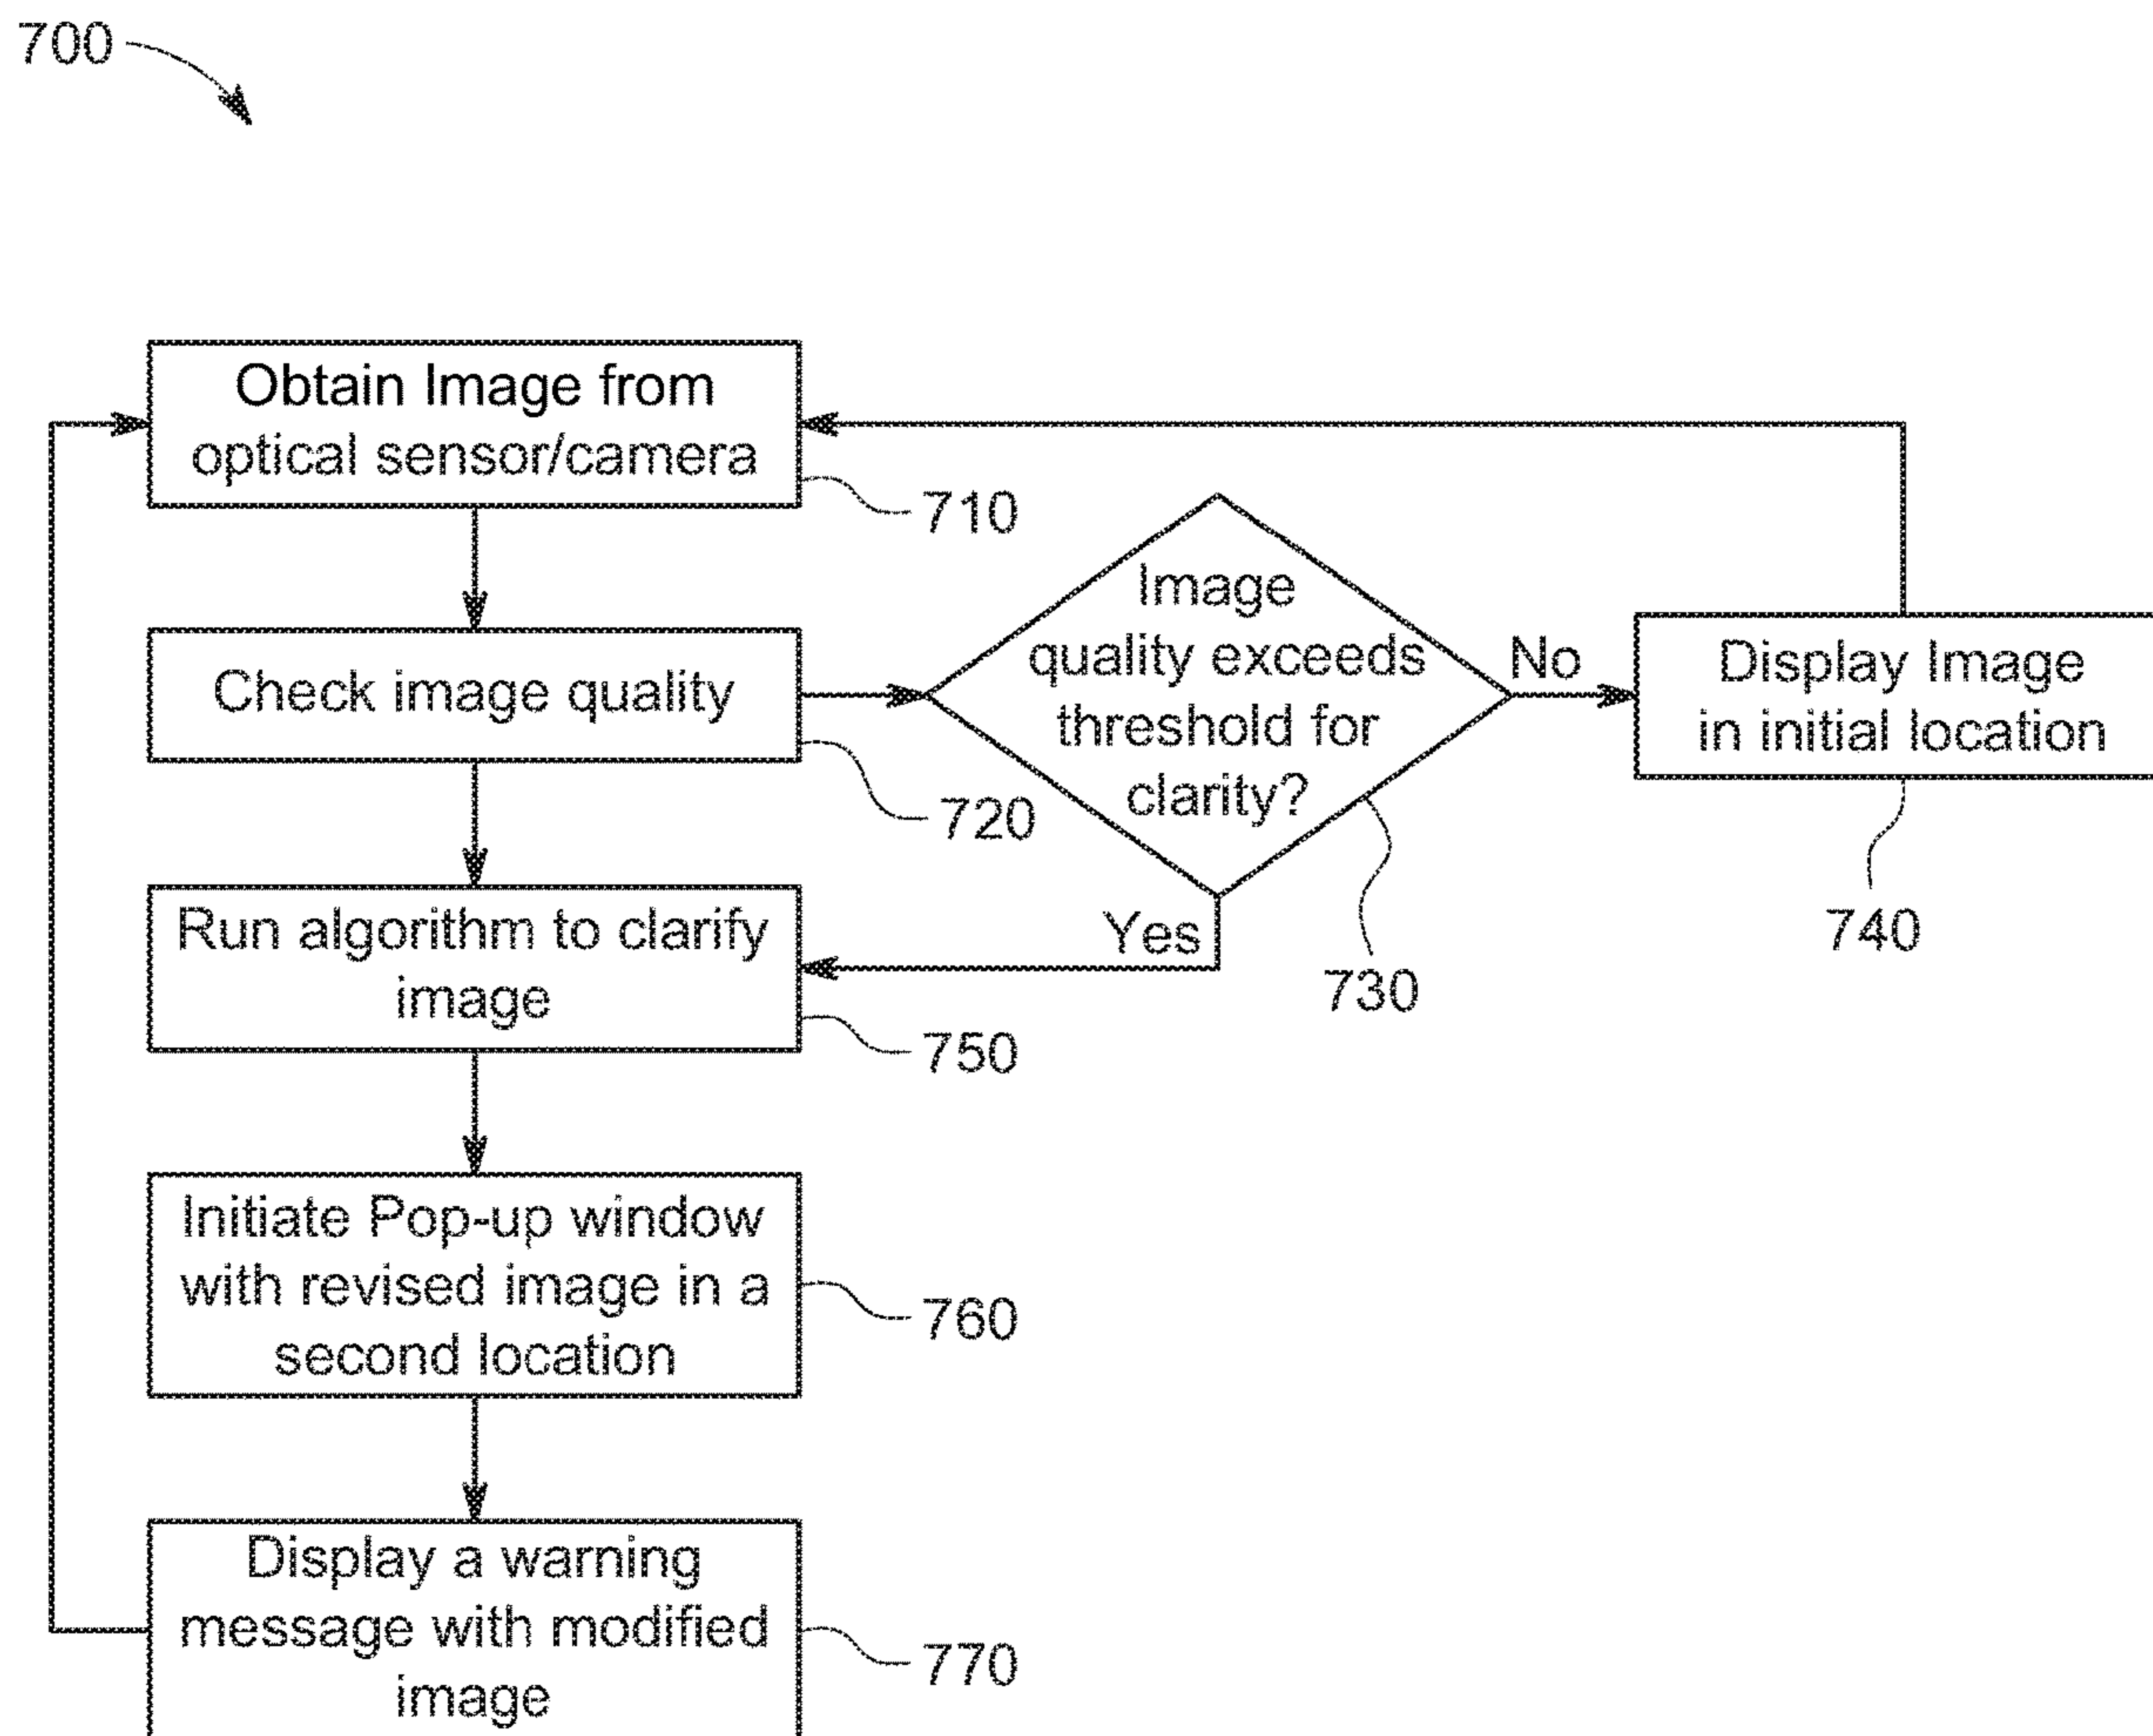 700
Obtain Image from
optical sensor/camera
710
Check image quality
720
Image
quality exceeds
threshold for
clarity?
730
No
Yes
Display Image
in initial location
740
Run algorithm to clarify
image
750
Initiate Pop-up window
with revised image in a
second location
760
Display a warning
message with modified
image
770